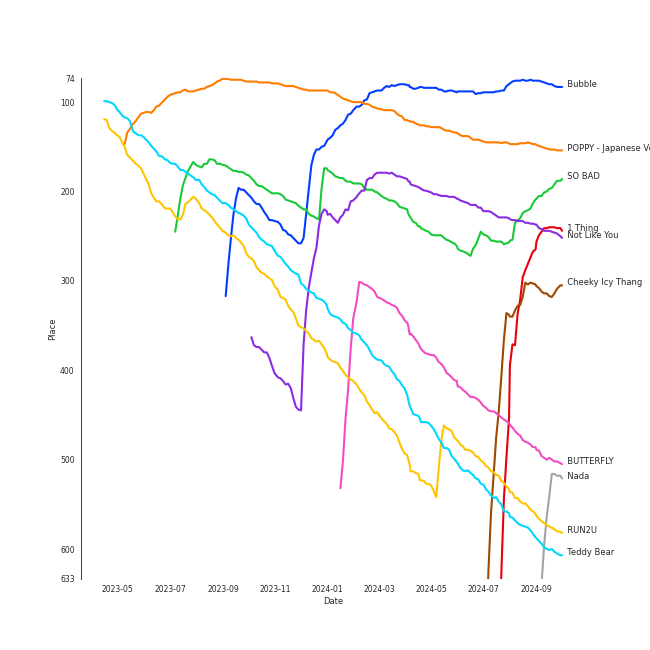 74
100
200
300
400
500
600
633
Place
2023-05
2023-07
2023-09
2023-11
2024-01
2024-03
2024-05
2024-07
2024-09
Date
Bubble
POPPY - Japanese Ve
SO BAD
1 Thing
Not Like You
Cheeky Icy Thang
BUTTERFLY
Nada
RUN2U
Teddy Bear